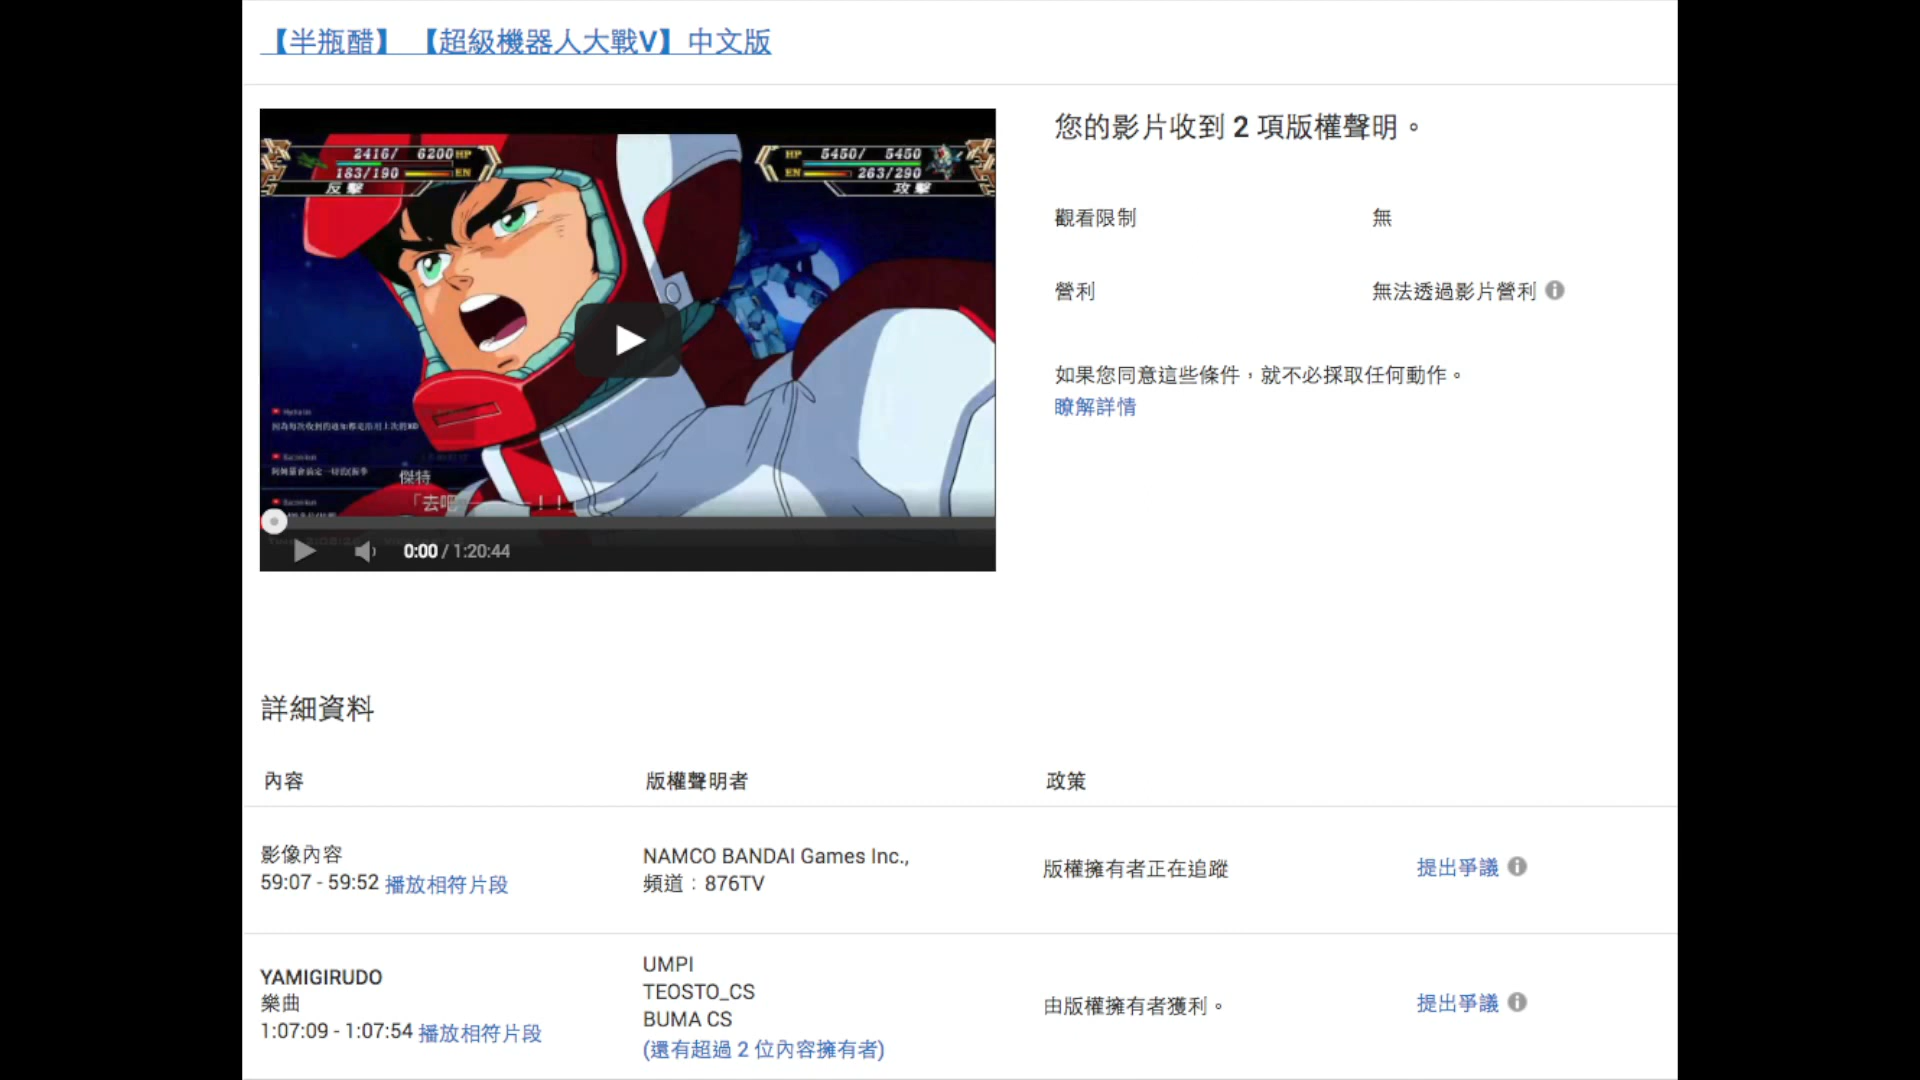 【半瓶醋】 【超級機器人大戰V】中文版
您的影片收到 2 項版權聲明。
2416/ 6200 HP
183/190 EN
反擊
HP 5450/ 5450
EN 263/290
攻擊
觀看限制 無
營利 無法透過影片營利
如果您同意這些條件，就不必採取任何動作。
瞭解詳情
傑特
「去吧————！！」
0:00 / 1:20:44
詳細資料
內容 版權聲明者 政策
影像內容
59:07 - 59:52 播放相符片段
NAMCO BANDAI Games Inc.,
頻道：876TV
版權擁有者正在追蹤
提出爭議
YAMIGIRUDO
樂曲
1:07:09 - 1:07:54 播放相符片段
UMPI
TEOSTO_CS
BUMA CS
(還有超過 2 位內容擁有者)
由版權擁有者獲利。
提出爭議